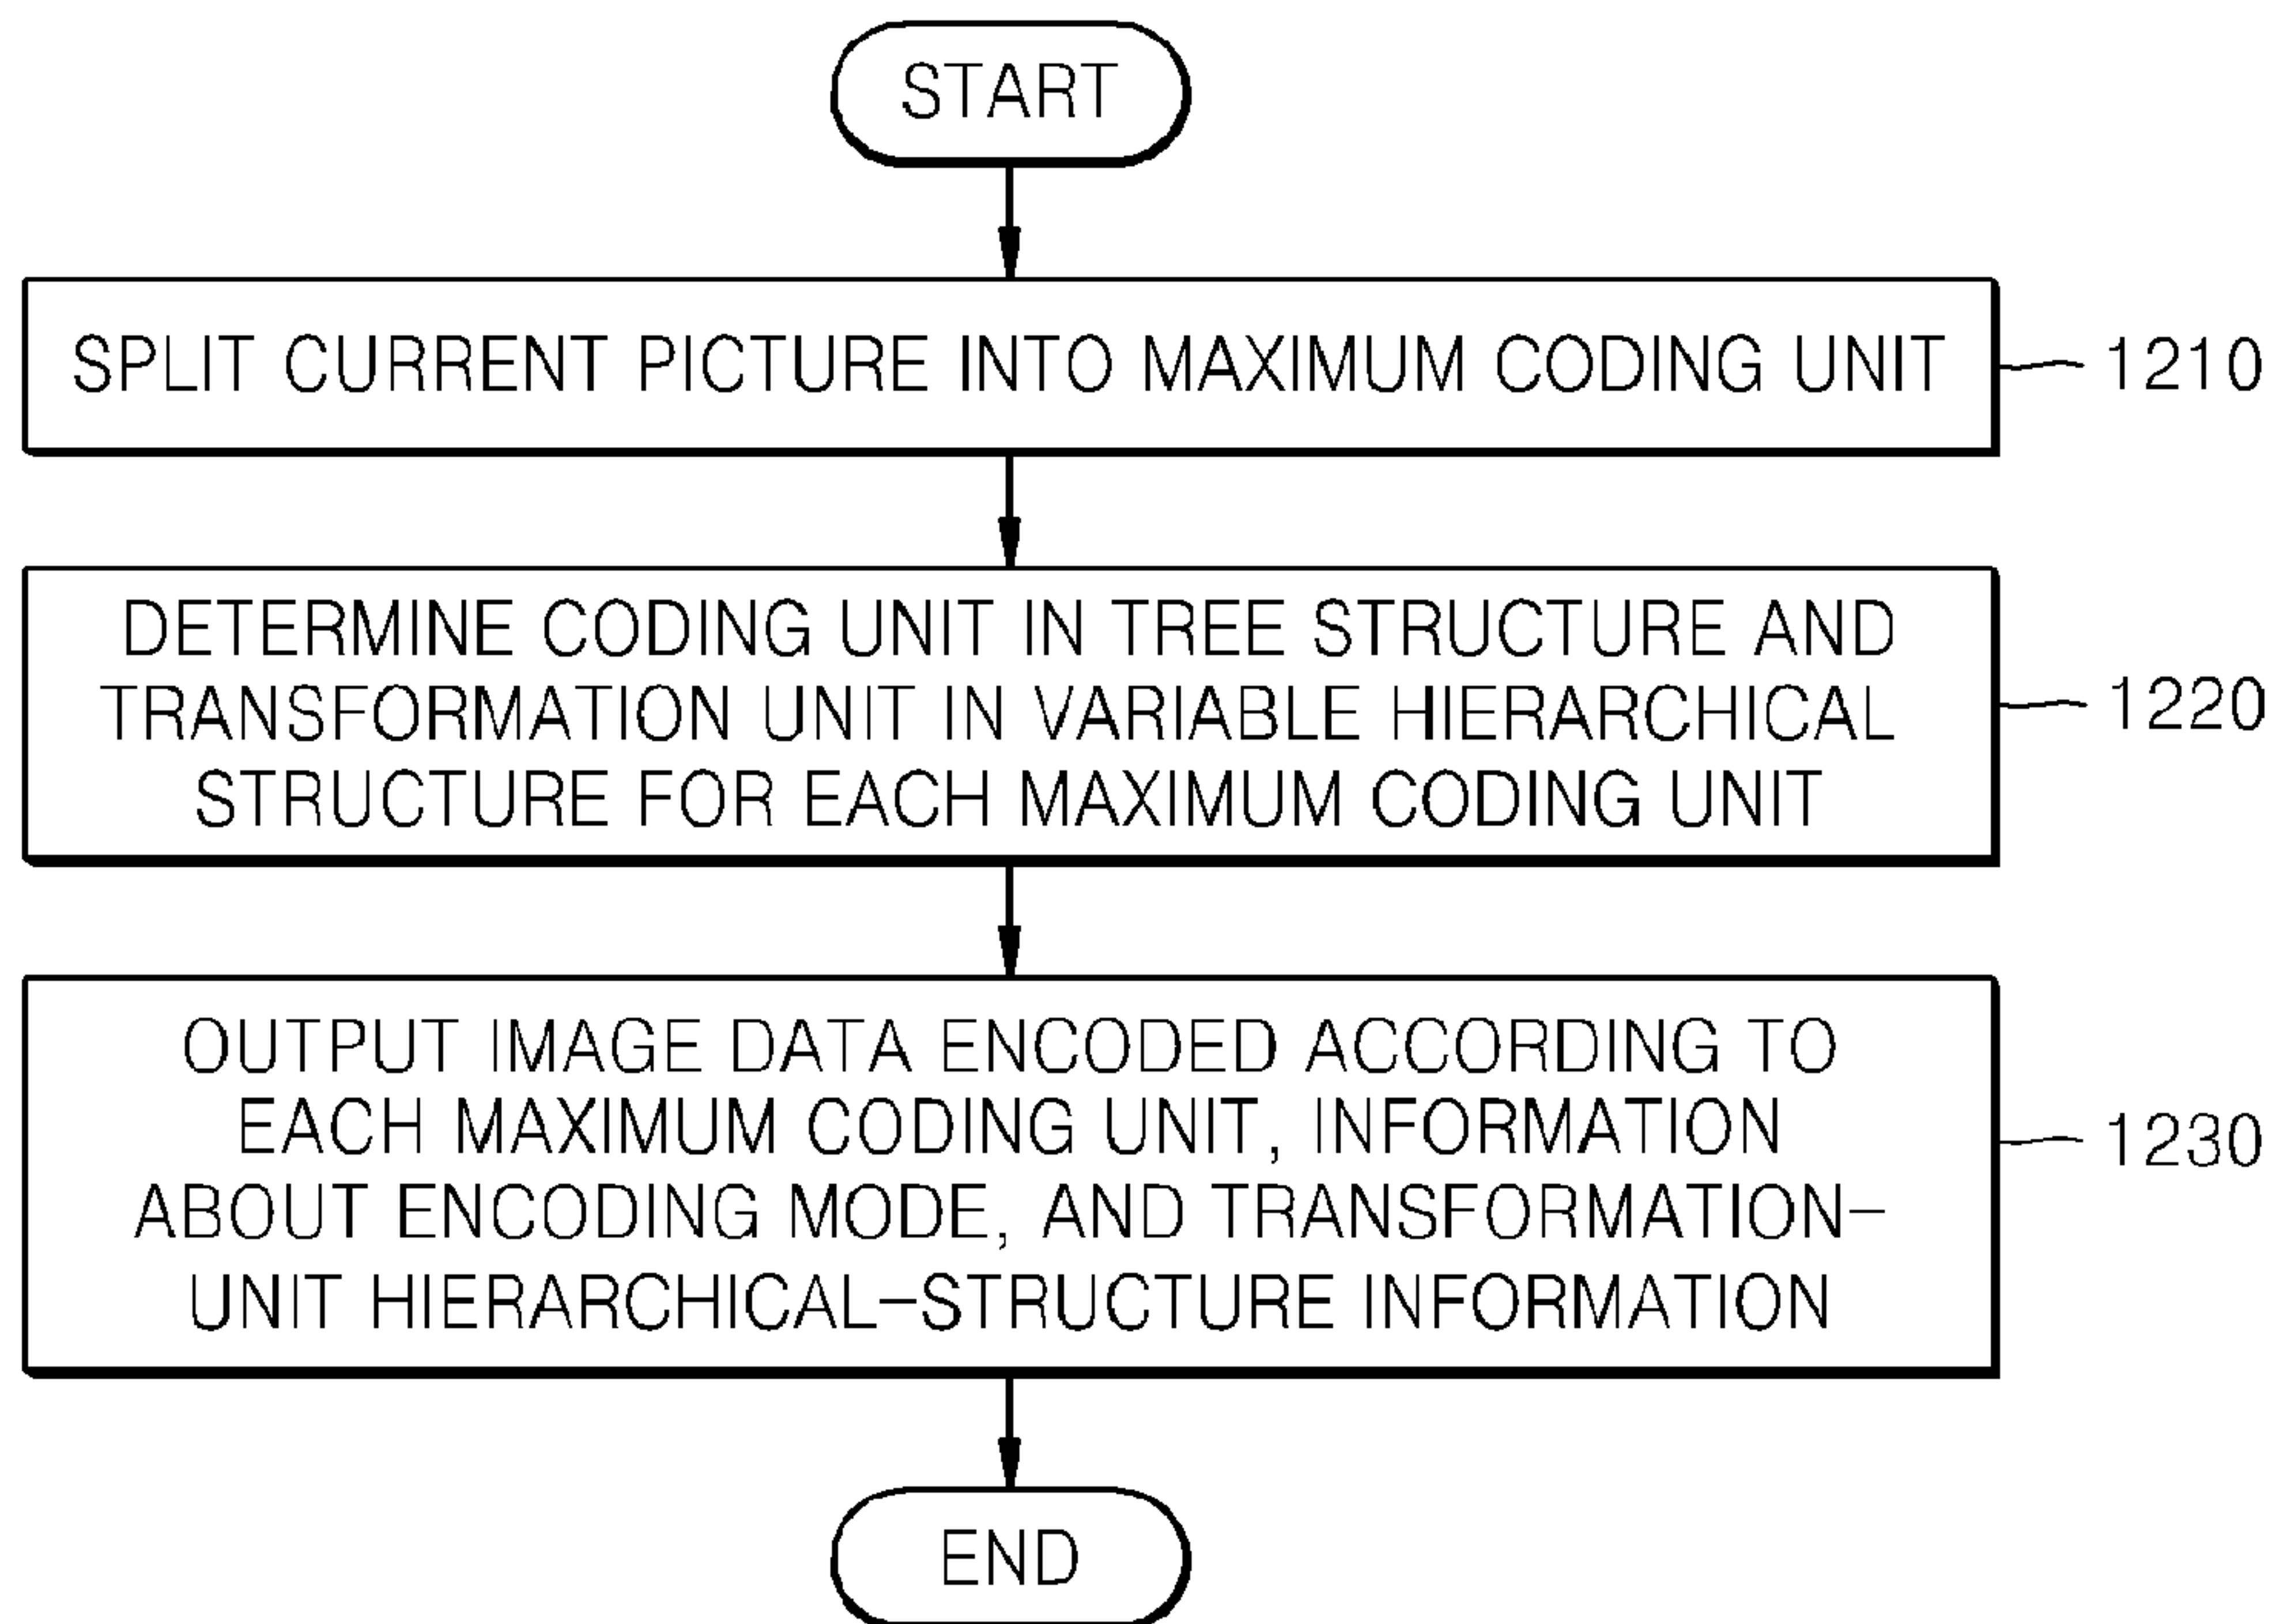 START
SPLIT CURRENT PICTURE INTO MAXIMUM CODING UNIT
1210
DETERMINE CODING UNIT IN TREE STRUCTURE AND
TRANSFORMATION UNIT IN VARIABLE HIERARCHICAL
STRUCTURE FOR EACH MAXIMUM CODING UNIT
1220
OUTPUT IMAGE DATA ENCODED ACCORDING TO
EACH MAXIMUM CODING UNIT, INFORMATION
ABOUT ENCODING MODE, AND TRANSFORMATION-
UNIT HIERARCHICAL-STRUCTURE INFORMATION
1230
END